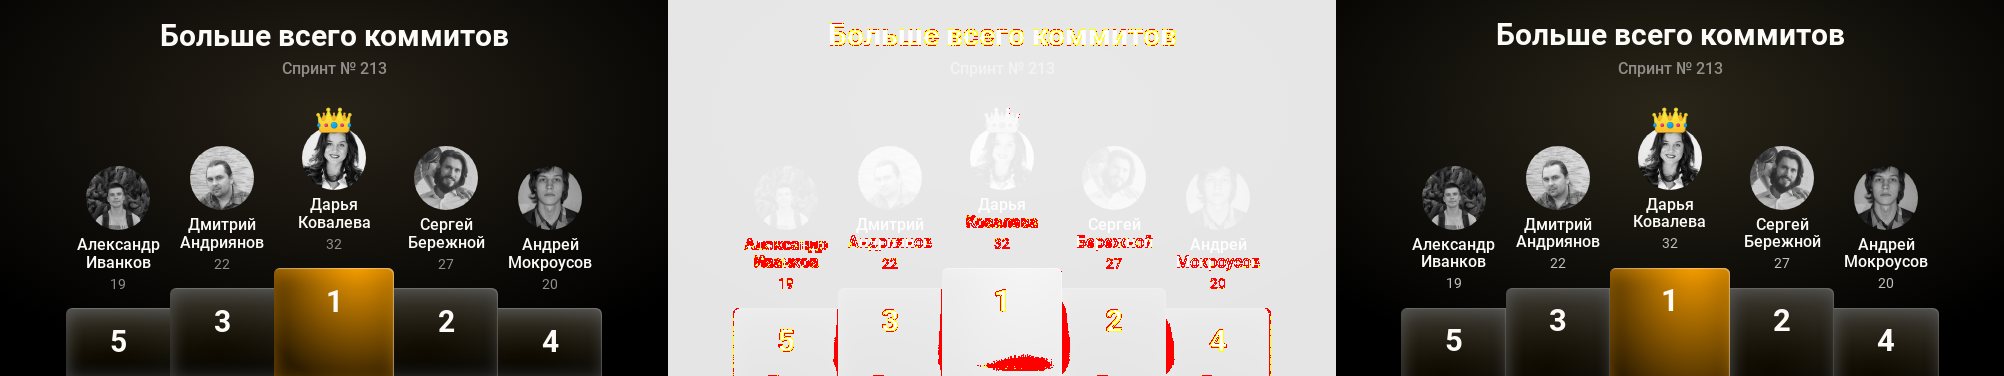 Больше всего коммитов
Спринт № 213
Александр
Иванков
19
Дмитрий
Андриянов
22
Дарья
Ковалева
32
Сергей
Бережной
27
Андрей
Мокроусов
20
5
3
1
2
4
Больше всего коммитов
Спринт № 213
Александр
Иванков
19
Дмитрий
Андриянов
22
Дарья
Ковалева
32
Сергей
Бережной
27
Андрей
Мокроусов
20
5
3
1
2
4
Больше всего коммитов
Спринт № 213
Александр
Иванков
19
Дмитрий
Андриянов
22
Дарья
Ковалева
32
Сергей
Бережной
27
Андрей
Мокроусов
20
5
3
1
2
4